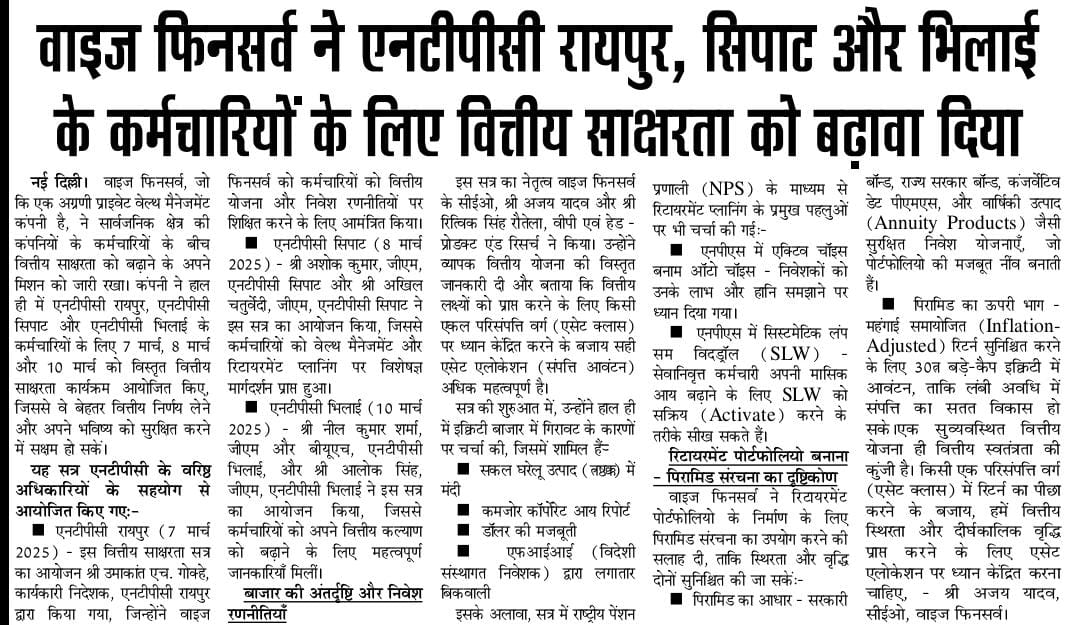 वाइज फिनसर्व ने एनटीपीसी रायपुर, सिपाट और भिलाई
के कर्मचारियों के लिए वित्तीय साक्षरता को बढ़ावा दिया
नई दिल्ली। वाइज फिनसर्व, जो
कि एक अग्रणी प्राइवेट वेल्थ मैनेजमेंट
कंपनी है, ने सार्वजनिक क्षेत्र की
कंपनियों के कर्मचारियों के बीच
वित्तीय साक्षरता को बढ़ाने के अपने
मिशन को जारी रखा। कंपनी ने हाल
ही में एनटीपीसी रायपुर, एनटीपीसी
सिपाट और एनटीपीसी भिलाई के
कर्मचारियों के लिए 7 मार्च, 8 मार्च
और 10 मार्च को विस्तृत वित्तीय
साक्षरता कार्यक्रम आयोजित किए,
जिससे वे बेहतर वित्तीय निर्णय लेने
और अपने भविष्य को सुरक्षित करने
में सक्षम हो सकें।
यह सत्र एनटीपीसी के वरिष्ठ
अधिकारियों के सहयोग से
आयोजित किए गए:-
■ एनटीपीसी रायपुर (7 मार्च
2025) - इस वित्तीय साक्षरता सत्र
का आयोजन श्री उमाकांत एच. गोक्हे,
कार्यकारी निदेशक, एनटीपीसी रायपुर
द्वारा किया गया, जिन्होंने वाइज
फिनसर्व को कर्मचारियों को वित्तीय
योजना और निवेश रणनीतियों पर
शिक्षित करने के लिए आमंत्रित किया।
■ एनटीपीसी सिपाट (8 मार्च
2025) - श्री अशोक कुमार, जीएम,
एनटीपीसी सिपाट और श्री अखिल
चतुर्वेदी, जीएम, एनटीपीसी सिपाट ने
इस सत्र का आयोजन किया, जिससे
कर्मचारियों को वेल्थ मैनेजमेंट और
रिटायरमेंट प्लानिंग पर विशेषज्ञ
मार्गदर्शन प्राप्त हुआ।
■ एनटीपीसी भिलाई (10 मार्च
2025) - श्री नील कुमार शर्मा,
जीएम और बीयूएच, एनटीपीसी
भिलाई, और श्री आलोक सिंह,
जीएम, एनटीपीसी भिलाई ने इस सत्र
का आयोजन किया, जिससे
कर्मचारियों को अपने वित्तीय कल्याण
को बढ़ाने के लिए महत्वपूर्ण
जानकारियाँ मिलीं।
बाजार की अंतर्दृष्टि और निवेश
रणनीतियाँ
इस सत्र का नेतृत्व वाइज फिनसर्व
के सीईओ, श्री अजय यादव और श्री
रित्विक सिंह रौतेला, वीपी एवं हेड -
प्रोडक्ट एंड रिसर्च ने किया। उन्होंने
व्यापक वित्तीय योजना की विस्तृत
जानकारी दी और बताया कि वित्तीय
लक्ष्यों को प्राप्त करने के लिए किसी
एकल परिसंपत्ति वर्ग (एसेट क्लास)
पर ध्यान केंद्रित करने के बजाय सही
एसेट एलोकेशन (संपत्ति आवंटन)
अधिक महत्वपूर्ण है।
सत्र की शुरुआत में, उन्होंने हाल ही
में इक्विटी बाजार में गिरावट के कारणों
पर चर्चा की, जिसमें शामिल हैं-
■ सकल घरेलू उत्पाद में
मंदी
■ कमजोर कॉर्पोरेट आय रिपोर्ट
■ डॉलर की मजबूती
■ एफआईआई (विदेशी
संस्थागत निवेशक) द्वारा लगातार
बिकवाली
इसके अलावा, सत्र में राष्ट्रीय पेंशन
प्रणाली (NPS) के माध्यम से
रिटायरमेंट प्लानिंग के प्रमुख पहलुओं
पर भी चर्चा की गई:-
■ एनपीएस में एक्टिव चॉइस
बनाम ऑटो चॉइस - निवेशकों को
उनके लाभ और हानि समझाने पर
ध्यान दिया गया।
■ एनपीएस में सिस्टमेटिक लंप
सम विदड्रॉल (SLW) -
सेवानिवृत्त कर्मचारी अपनी मासिक
आय बढ़ाने के लिए SLW को
सक्रिय (Activate) करने के
तरीके सीख सकते हैं।
रिटायरमेंट पोर्टफोलियो बनाना
- पिरामिड संरचना का दृष्टिकोण
वाइज फिनसर्व ने रिटायरमेंट
पोर्टफोलियो के निर्माण के लिए
पिरामिड संरचना का उपयोग करने की
सलाह दी, ताकि स्थिरता और वृद्धि
दोनों सुनिश्चित की जा सकें:-
■ पिरामिड का आधार - सरकारी
बॉन्ड, राज्य सरकार बॉन्ड, कंजर्वेटिव
डेट पीएमएस, और वार्षिकी उत्पाद
(Annuity Products) जैसी
सुरक्षित निवेश योजनाएँ, जो
पोर्टफोलियो की मजबूत नींव बनाती
हैं।
■ पिरामिड का ऊपरी भाग -
महंगाई समायोजित (Inflation-
Adjusted) रिटर्न सुनिश्चित करने
के लिए 30त्न बड़े-कैप इक्विटी में
आवंटन, ताकि लंबी अवधि में
संपत्ति का सतत विकास हो
सके।एक सुव्यवस्थित वित्तीय
योजना ही वित्तीय स्वतंत्रता की
कुंजी है। किसी एक परिसंपत्ति वर्ग
(एसेट क्लास) में रिटर्न का पीछा
करने के बजाय, हमें वित्तीय
स्थिरता और दीर्घकालिक वृद्धि
प्राप्त करने के लिए एसेट
एलोकेशन पर ध्यान केंद्रित करना
चाहिए, - श्री अजय यादव,
सीईओ, वाइज फिनसर्व।